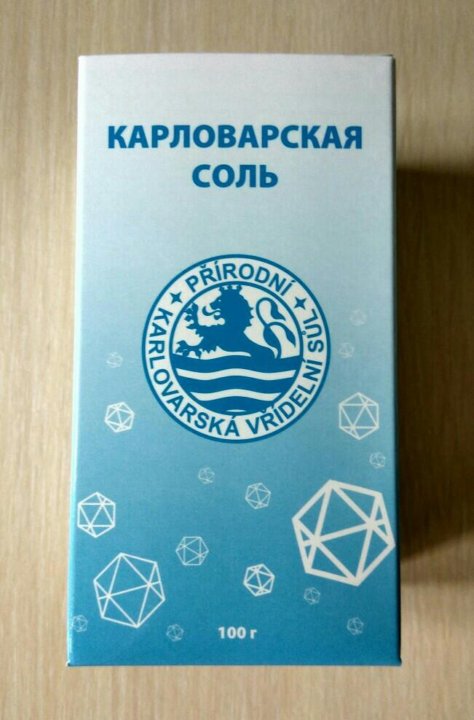 КАРЛОВАРСКАЯ
СОЛЬ
PŘÍRODNÍ
KARLOVARSKÁ VŘÍDELNÍ SŮL
100 г